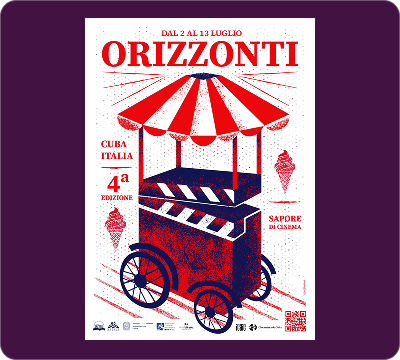 DAL 2 AL 13 LUGLIO
ORIZZONTI
CUBA
ITALIA
4ª
EDIZIONE
SAPORE
DI CINEMA